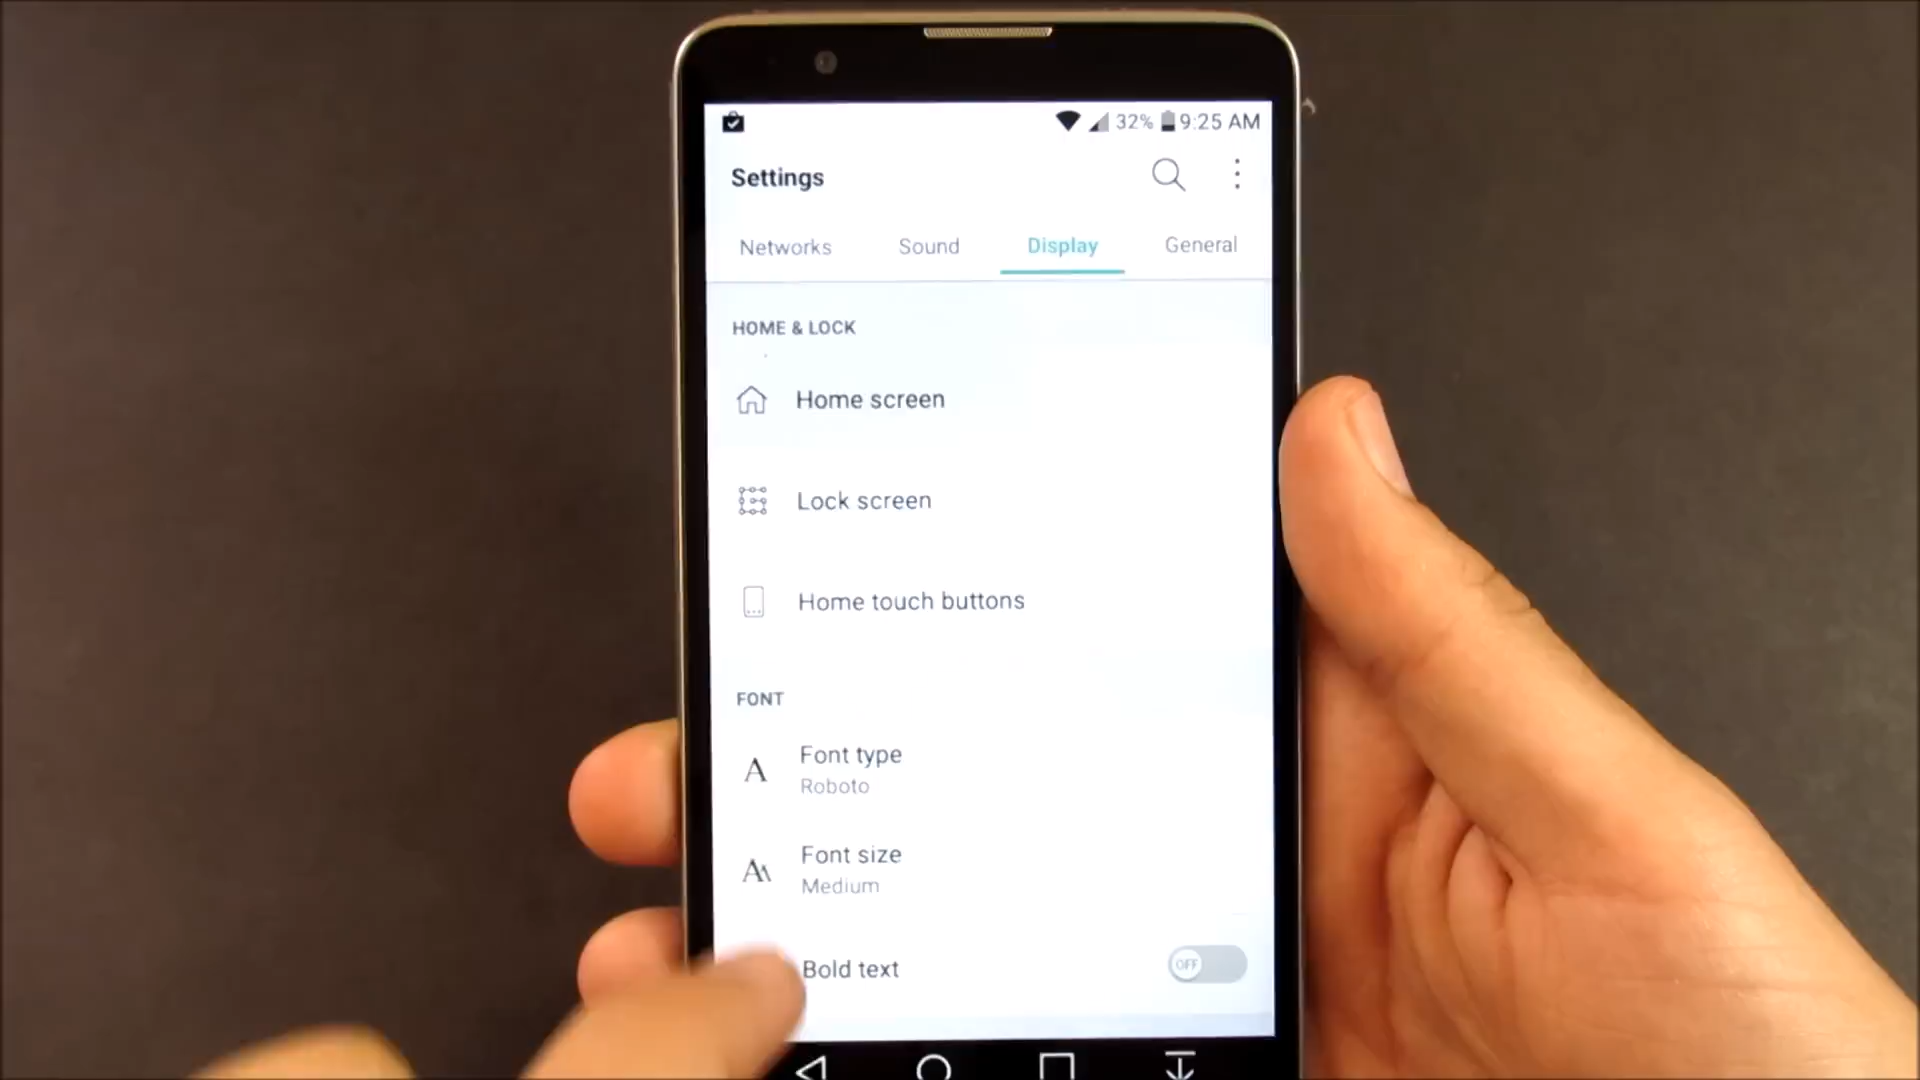 32% 9:25 AM
Settings
Networks Sound Display General
HOME & LOCK
Home screen
Lock screen
Home touch buttons
FONT
Font type
Roboto
Font size
Medium
Bold text OFF